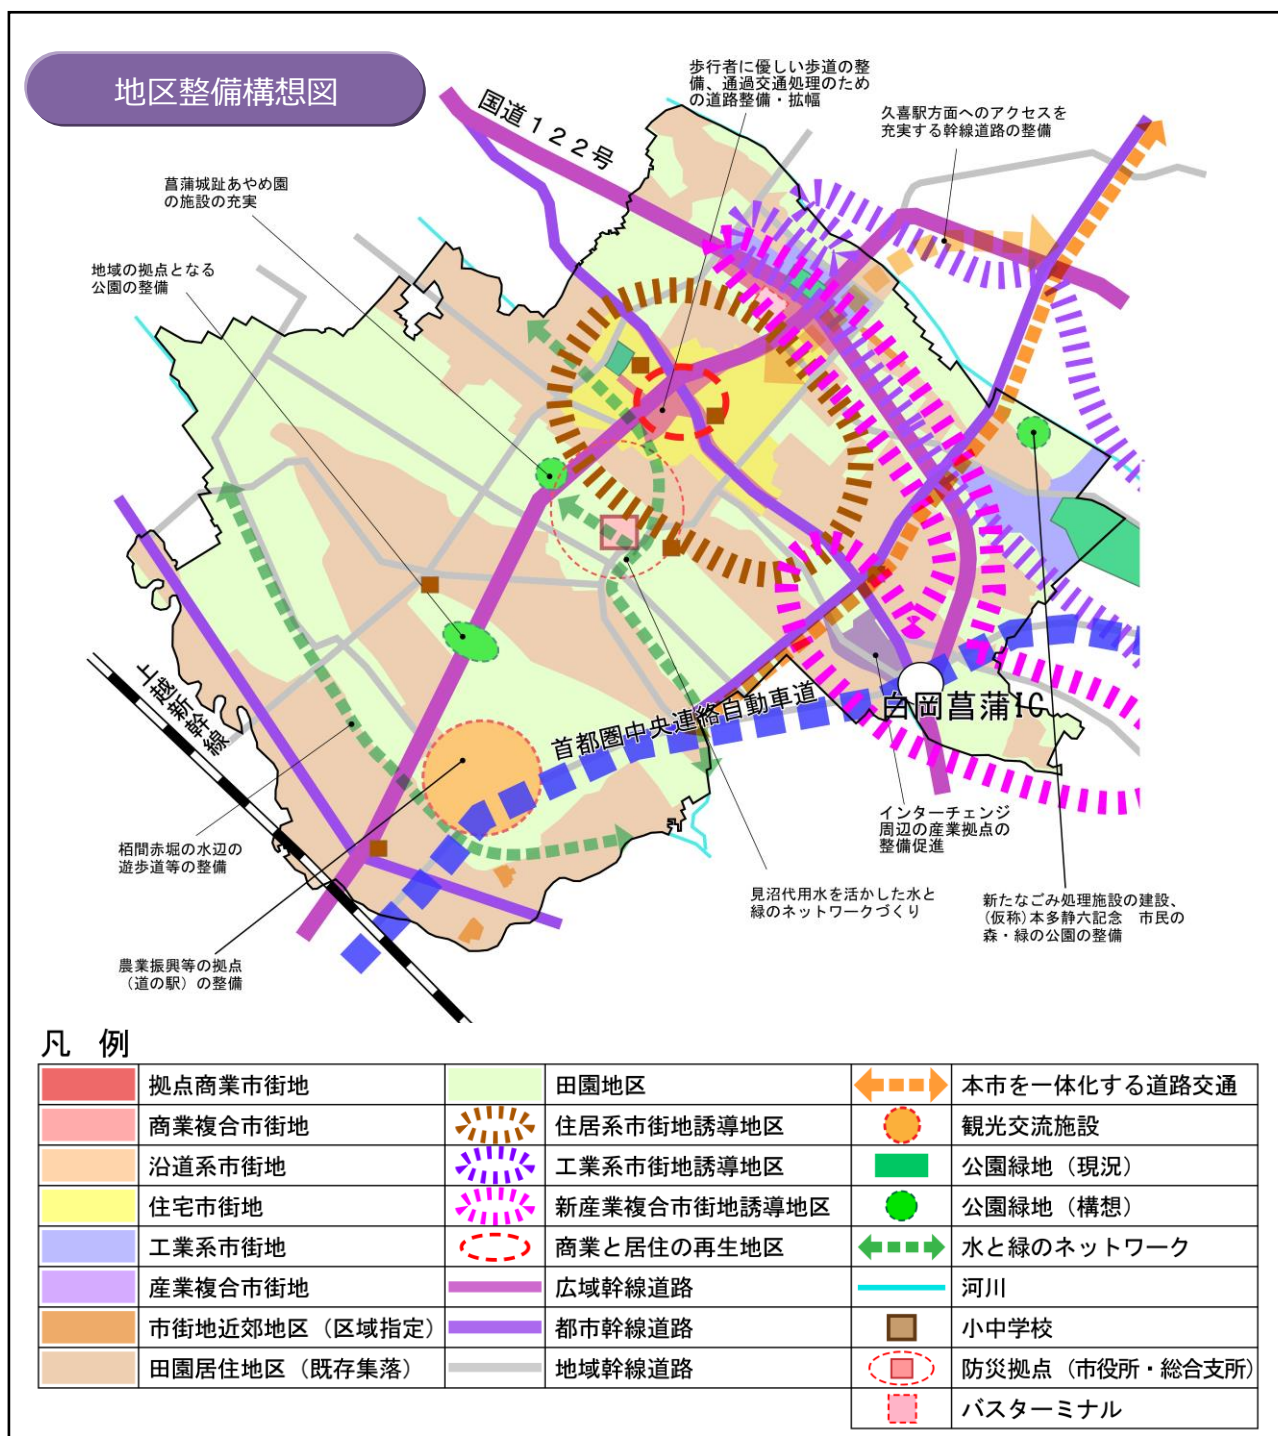 地区整備構想図
歩行者に優しい歩道の整
備、通過交通処理のため
の道路整備・拡幅
国道122号
久喜駅方面へのアクセスを
充実する幹線道路の整備
菖蒲城趾あやめ園
の施設の充実
地域の拠点となる
公園の整備
上越新幹線
首都圏中央連絡自動車道
白岡菖蒲IC
インターチェンジ
周辺の産業拠点の
整備促進
栢間赤堀の水辺の
遊歩道等の整備
見沼代用水を活かした水と
緑のネットワークづくり
新たなごみ処理施設の建設、
(仮称)本多静六記念　市民の
森・緑の公園の整備
農業振興等の拠点
（道の駅）の整備
凡　例
拠点商業市街地
商業複合市街地
沿道系市街地
住宅市街地
工業系市街地
産業複合市街地
市街地近郊地区（区域指定）
田園居住地区（既存集落）
田園地区
住居系市街地誘導地区
工業系市街地誘導地区
新産業複合市街地誘導地区
商業と居住の再生地区
広域幹線道路
都市幹線道路
地域幹線道路
本市を一体化する道路交通
観光交流施設
公園緑地（現況）
公園緑地（構想）
水と緑のネットワーク
河川
小中学校
防災拠点（市役所・総合支所）
バスターミナル